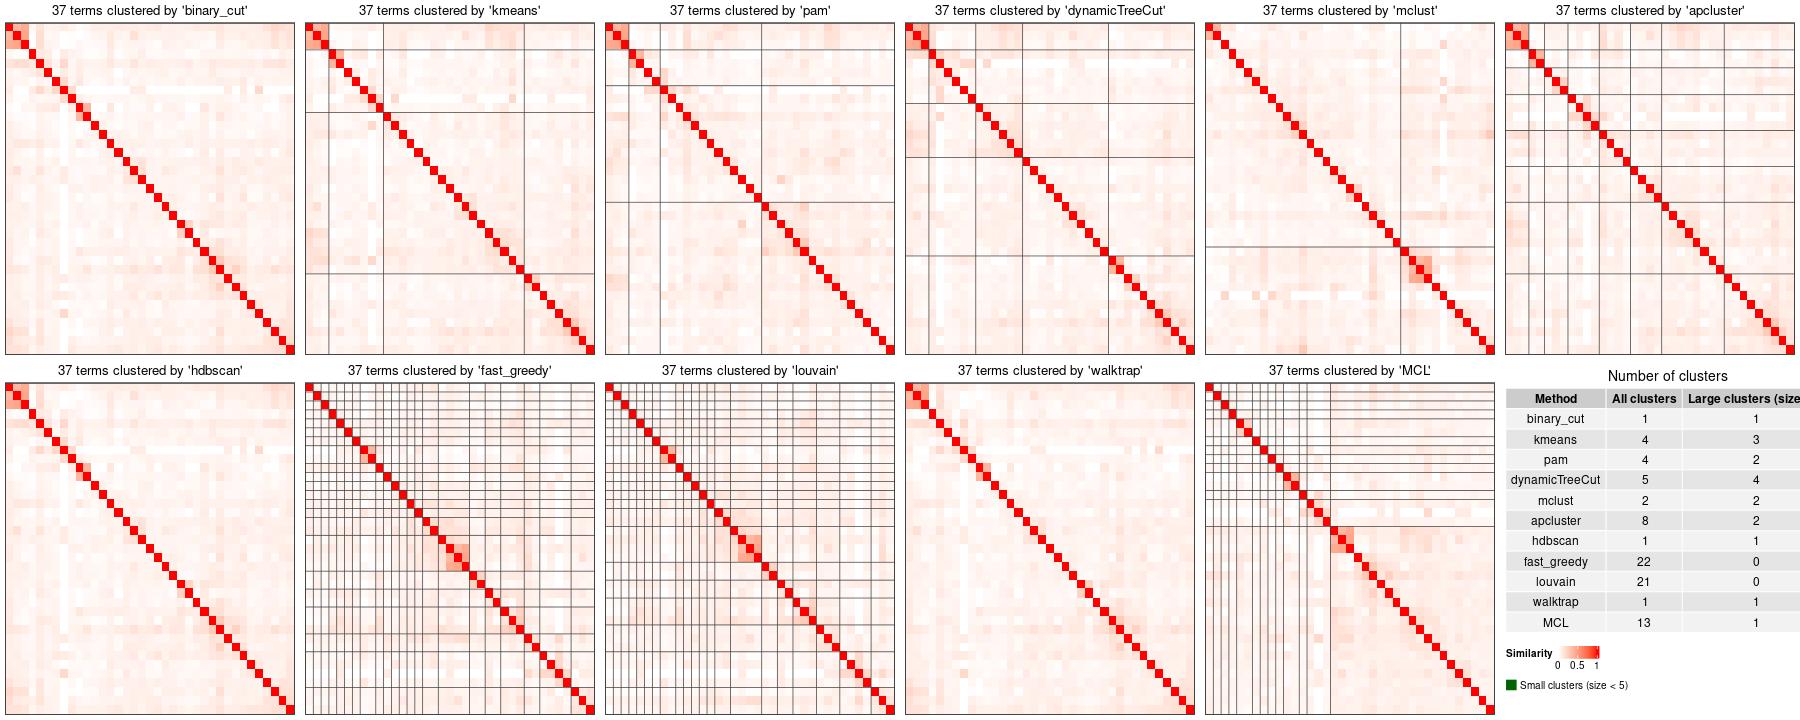 37 terms clustered by 'binary_cut'
37 terms clustered by 'kmeans'
37 terms clustered by 'pam'
37 terms clustered by 'dynamicTreeCut'
37 terms clustered by 'mclust'
37 terms clustered by 'apcluster'
37 terms clustered by 'hdbscan'
37 terms clustered by 'fast_greedy'
37 terms clustered by 'louvain'
37 terms clustered by 'walktrap'
37 terms clustered by 'MCL'
Number of clusters
Method All clusters Large clusters (size
binary_cut 1 1
kmeans 4 3
pam 4 2
dynamicTreeCut 5 4
mclust 2 2
apcluster 8 2
hdbscan 1 1
fast_greedy 22 0
louvain 21 0
walktrap 1 1
MCL 13 1
Similarity
0 0.5 1
Small clusters (size < 5)